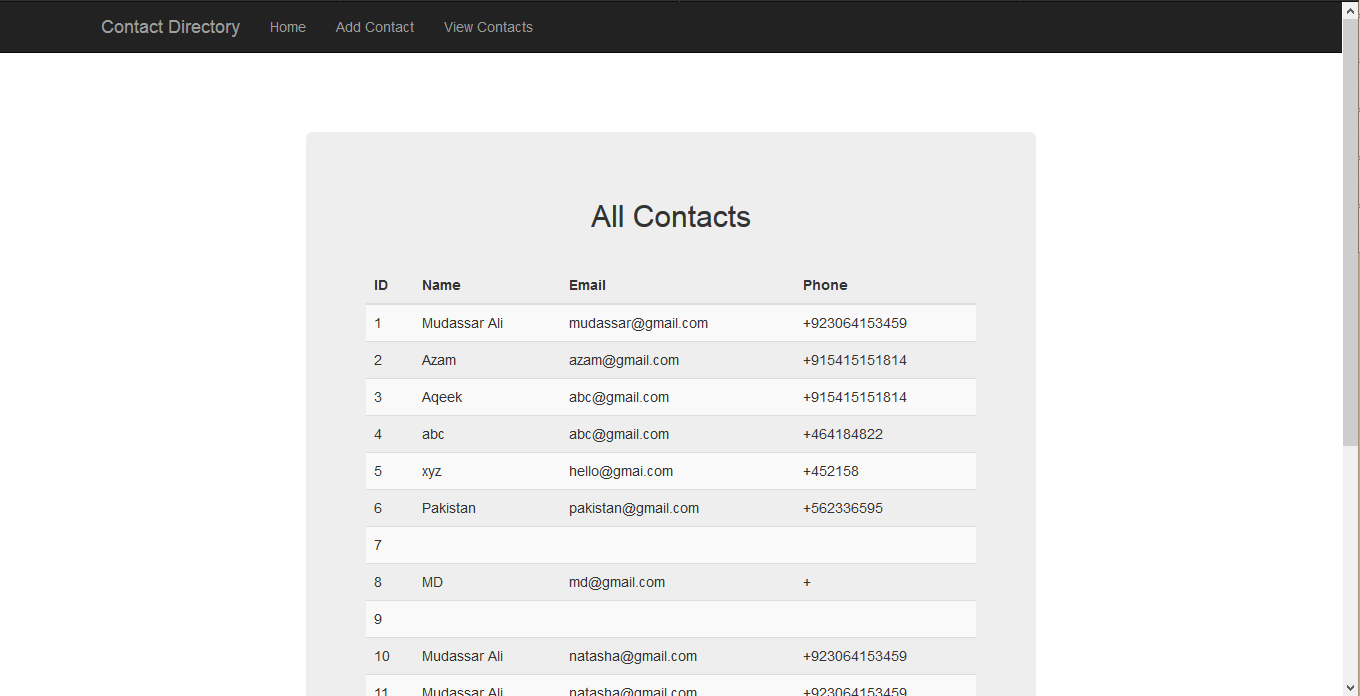 Contact Directory Home Add Contact View Contacts
All Contacts
ID Name Email Phone
1 Mudassar Ali mudassar@gmail.com +923064153459
2 Azam azam@gmail.com +915415151814
3 Aqeek abc@gmail.com +915415151814
4 abc abc@gmail.com +464184822
5 xyz hello@gmai.com +452158
6 Pakistan pakistan@gmail.com +562336595
7
8 MD md@gmail.com +
9
10 Mudassar Ali natasha@gmail.com +923064153459
11 Mudassar Ali natasha@gmail.com +923064153459